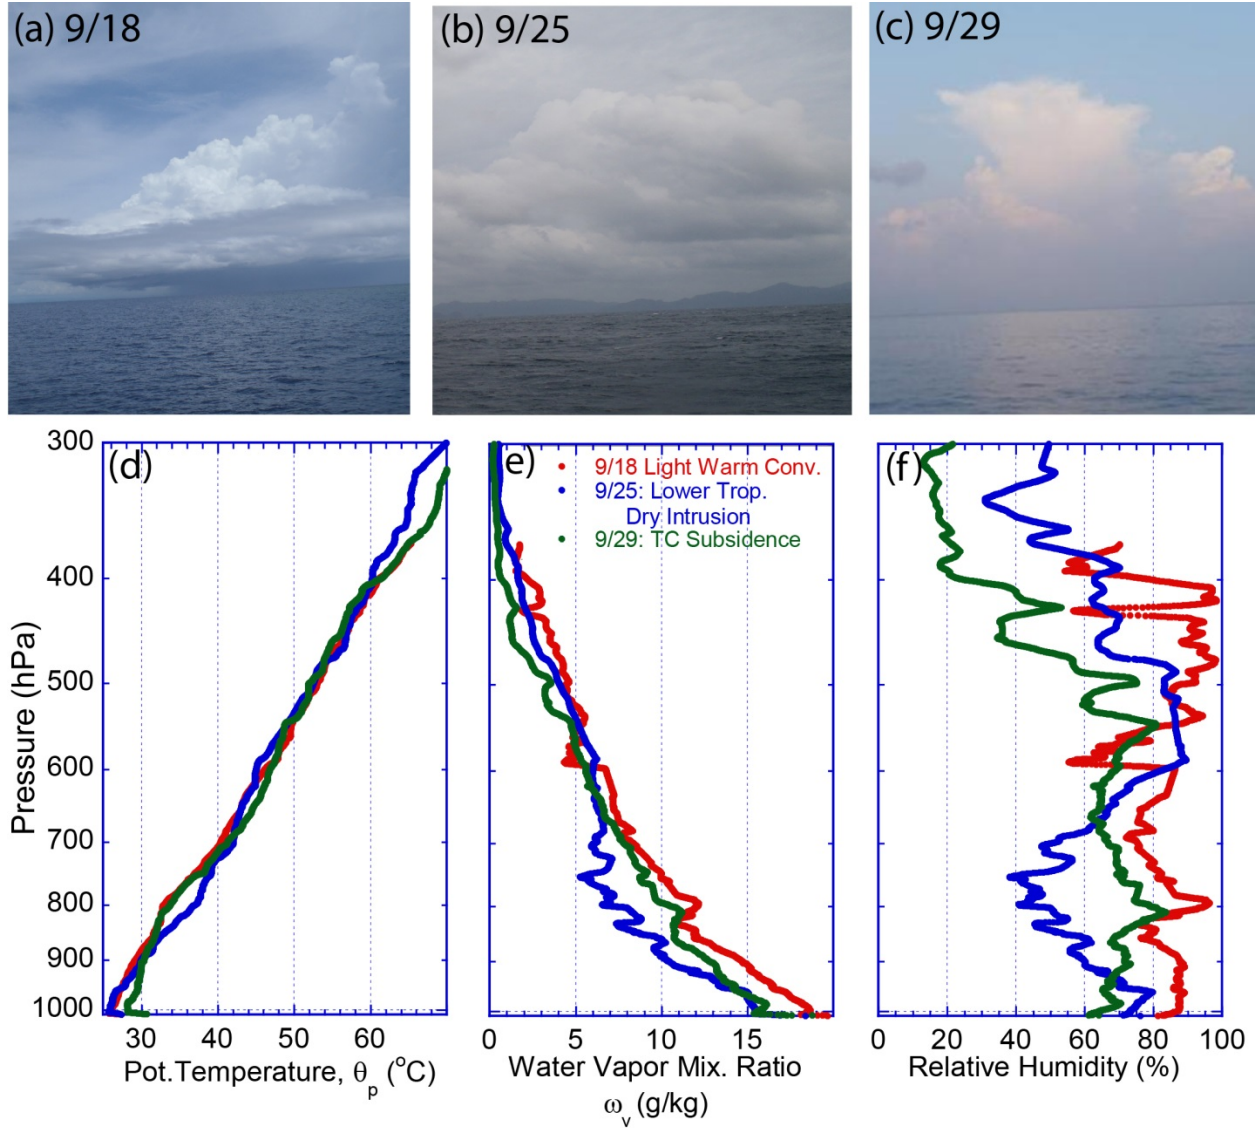 (a) 9/18
(b) 9/25
(c) 9/29
300
400
500
600
700
800
900
1000
Pressure (hPa)
(d)
30 40 50 60
Pot.Temperature, θp (°C)
e)
9/18 Light Warm Conv.
9/25: Lower Trop.
Dry Intrusion
9/29: TC Subsidence
0 5 10 15
Water Vapor Mix. Ratio
ωv (g/kg)
(f)
0 20 40 60 80 100
Relative Humidity (%)